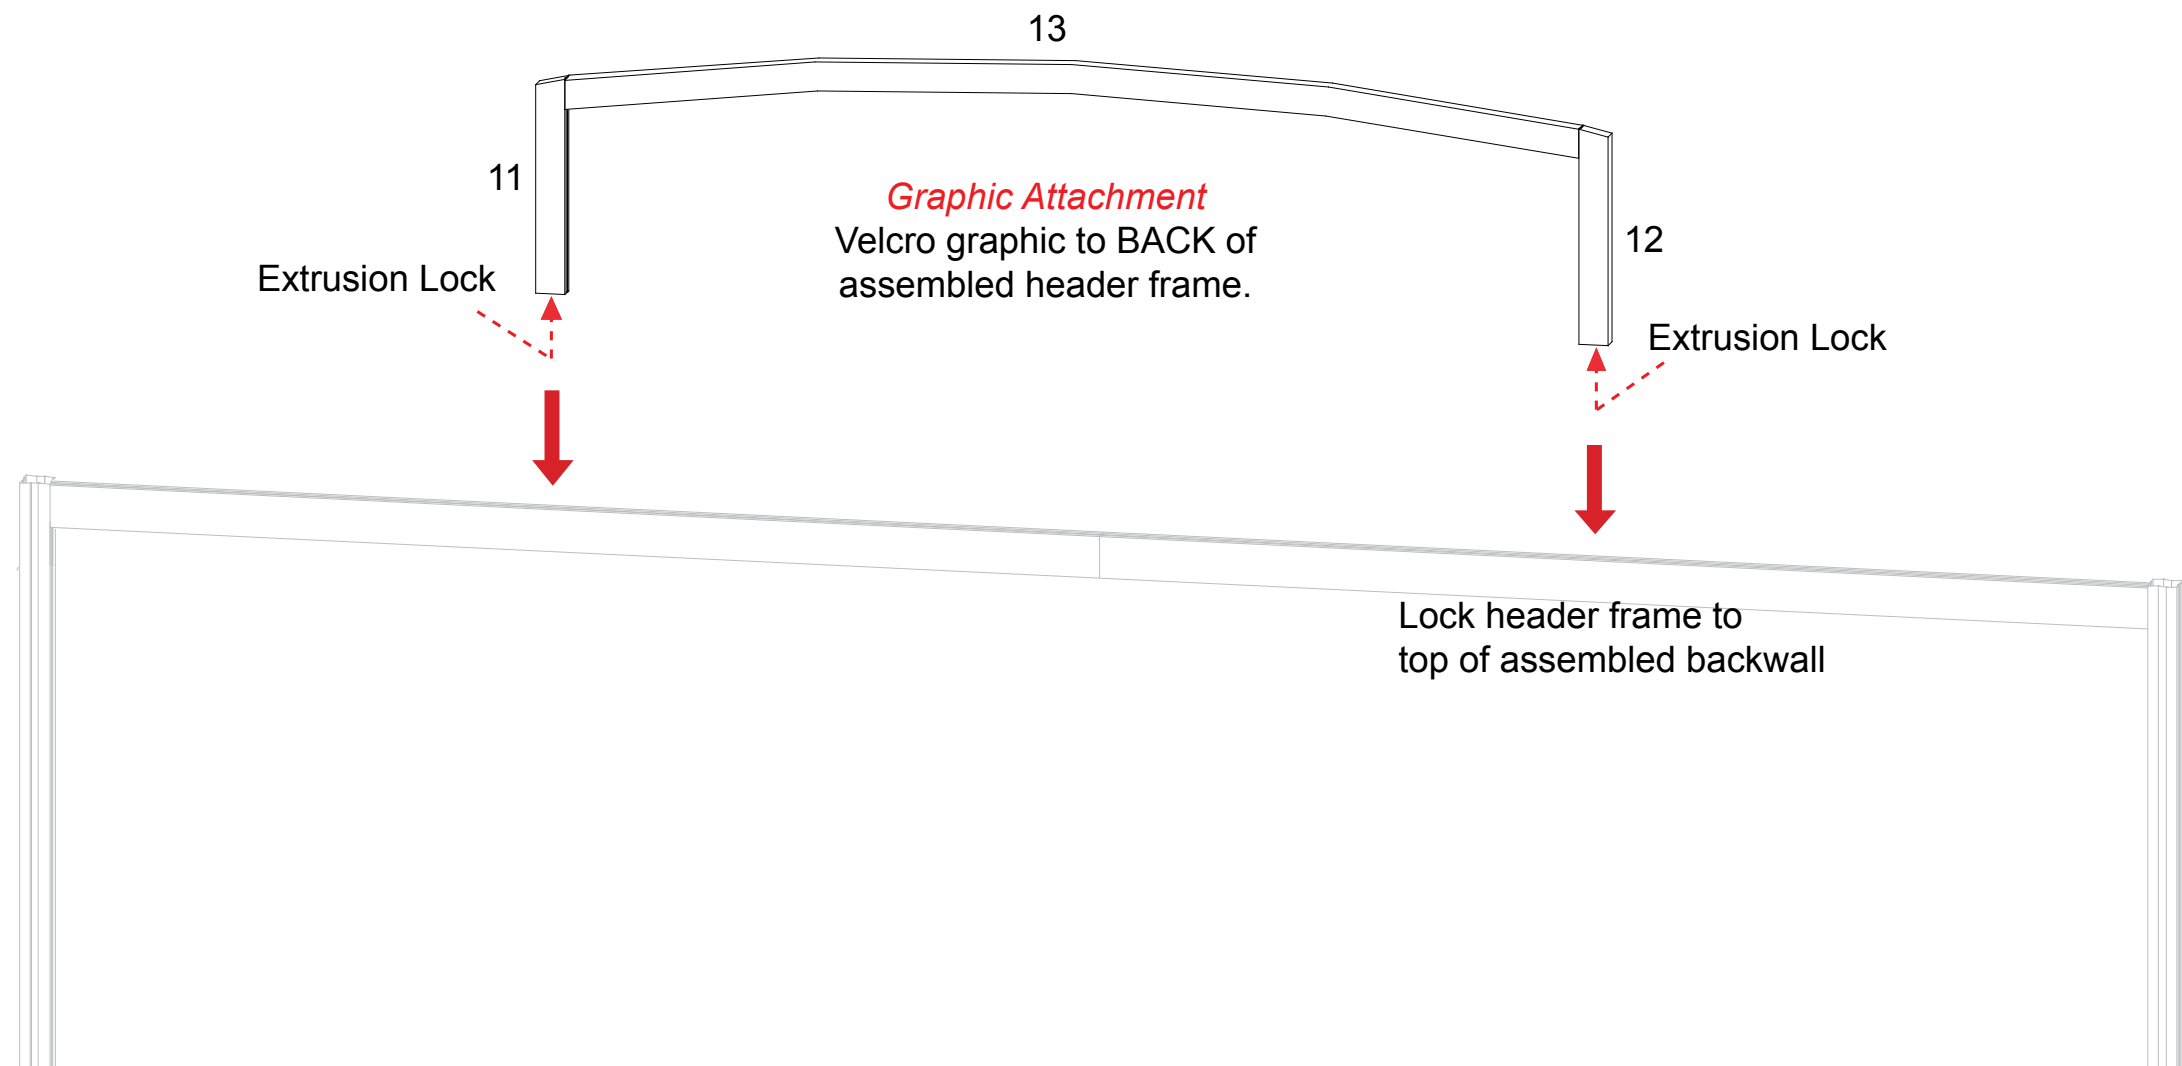 13
11
Graphic Attachment
Velcro graphic to BACK of
assembled header frame.
12
Extrusion Lock
Extrusion Lock
Lock header frame to
top of assembled backwall